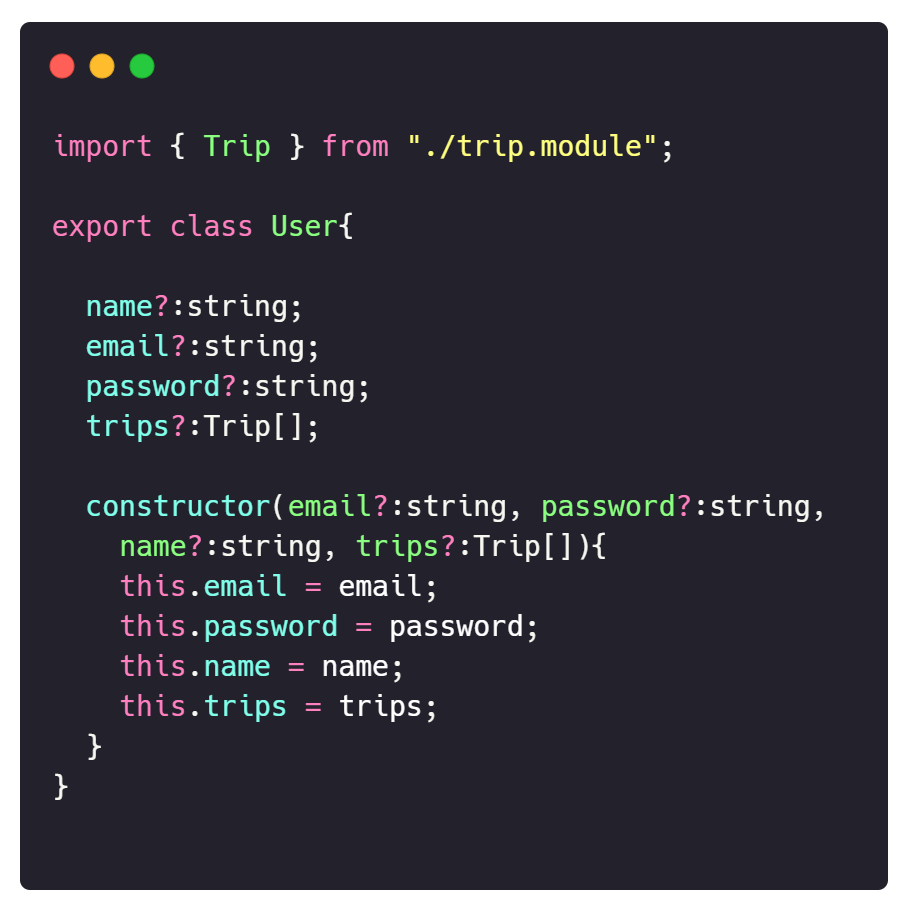 import { Trip } from "./trip.module";
export class User{
name?:string;
email?:string;
password?:string;
trips?:Trip[];
constructor(email?:string, password?:string,
name?:string, trips?:Trip[]){
this.email = email;
this.password = password;
this.name = name;
this.trips = trips;
}
}